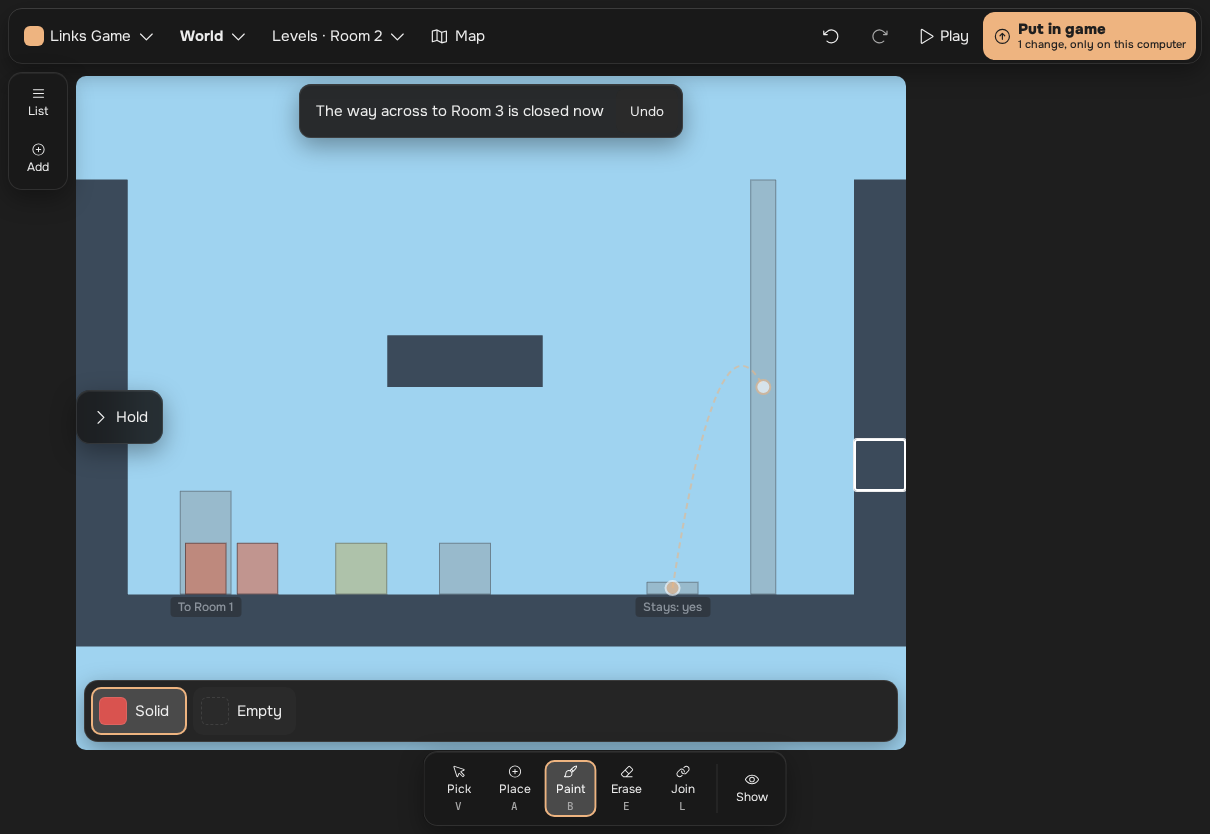 Links Game
World
Levels · Room 2
Map
Play
Put in game
1 change, only on this computer
List
Add
The way across to Room 3 is closed now
Undo
Hold
To Room 1
Stays: yes
Solid
Empty
Pick
V
Place
A
Paint
B
Erase
E
Join
L
Show